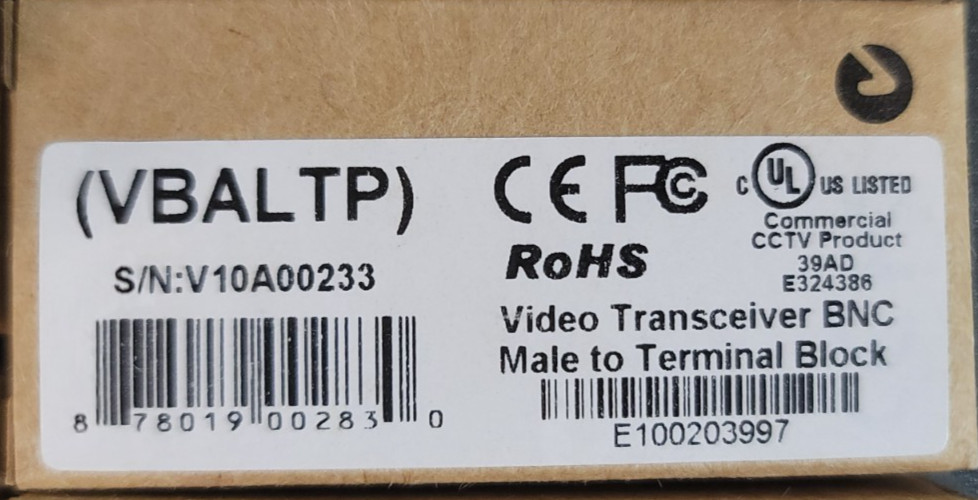 (VBALTP)
S/N:V10A00233
8 78019 00283 0
CE FCC
C UL US LISTED
Commercial
CCTV Product
39AD
E324386
RoHS
Video Transceiver BNC
Male to Terminal Block
E100203997